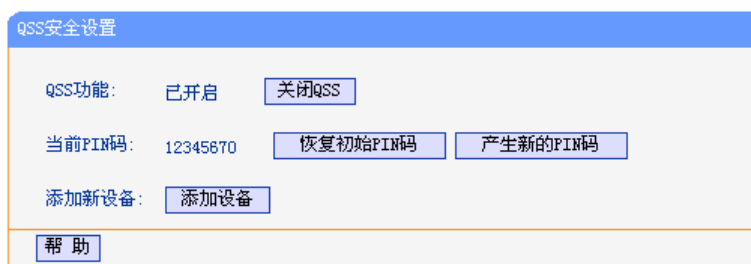 QSS安全设置
QSS功能: 已开启 关闭QSS
当前PIN码: 12345670 恢复初始PIN码 产生新的PIN码
添加新设备: 添加设备
帮 助